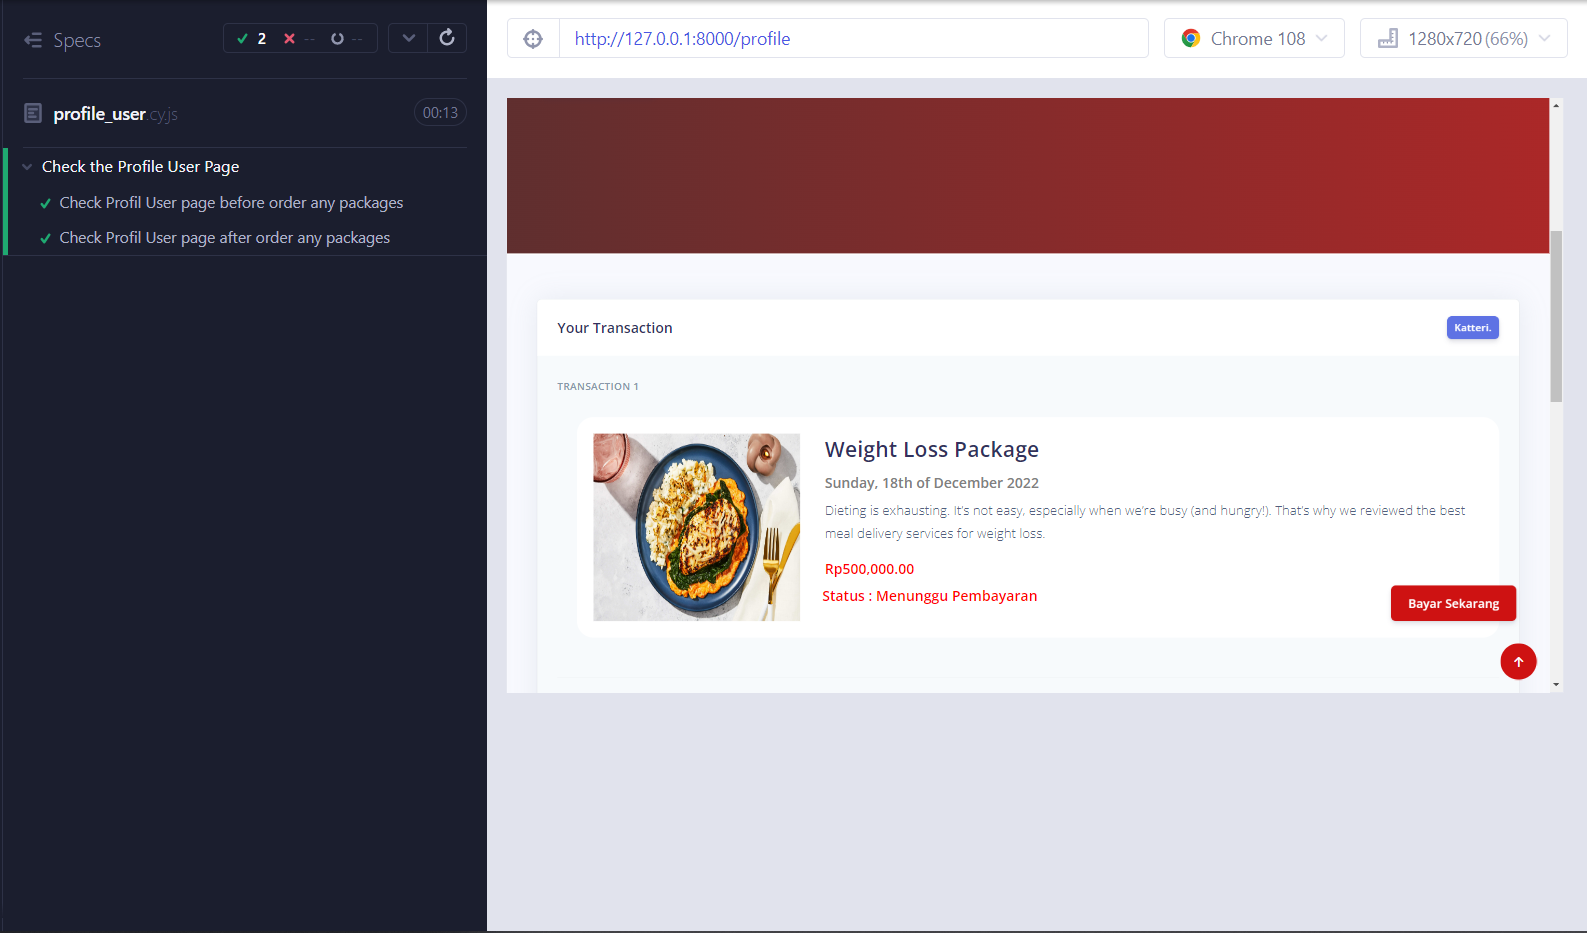 Specs
2 -- --
profile_user.cy.js
00:13
Check the Profile User Page
Check Profil User page before order any packages
Check Profil User page after order any packages
http://127.0.0.1:8000/profile
Chrome 108
1280x720 (66%)
Your Transaction
Katteri.
TRANSACTION 1
Weight Loss Package
Sunday, 18th of December 2022
Dieting is exhausting. It's not easy, especially when we're busy (and hungry!). That's why we reviewed the best
meal delivery services for weight loss.
Rp500,000.00
Status : Menunggu Pembayaran
Bayar Sekarang